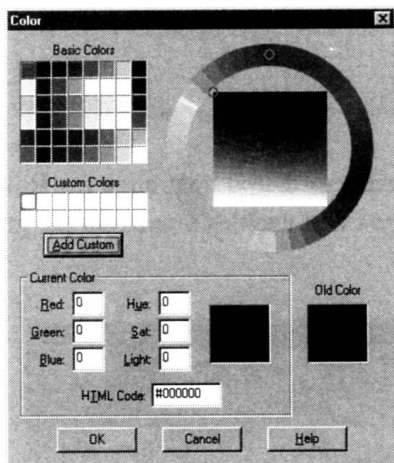 Color
Basic Colors
Custom Colors
Add Custom
Current Color
Red: 0 Hue: 0
Green: 0 Sat: 0
Blue: 0 Light: 0
HTML Code: #000000
Old Color
OK Cancel Help